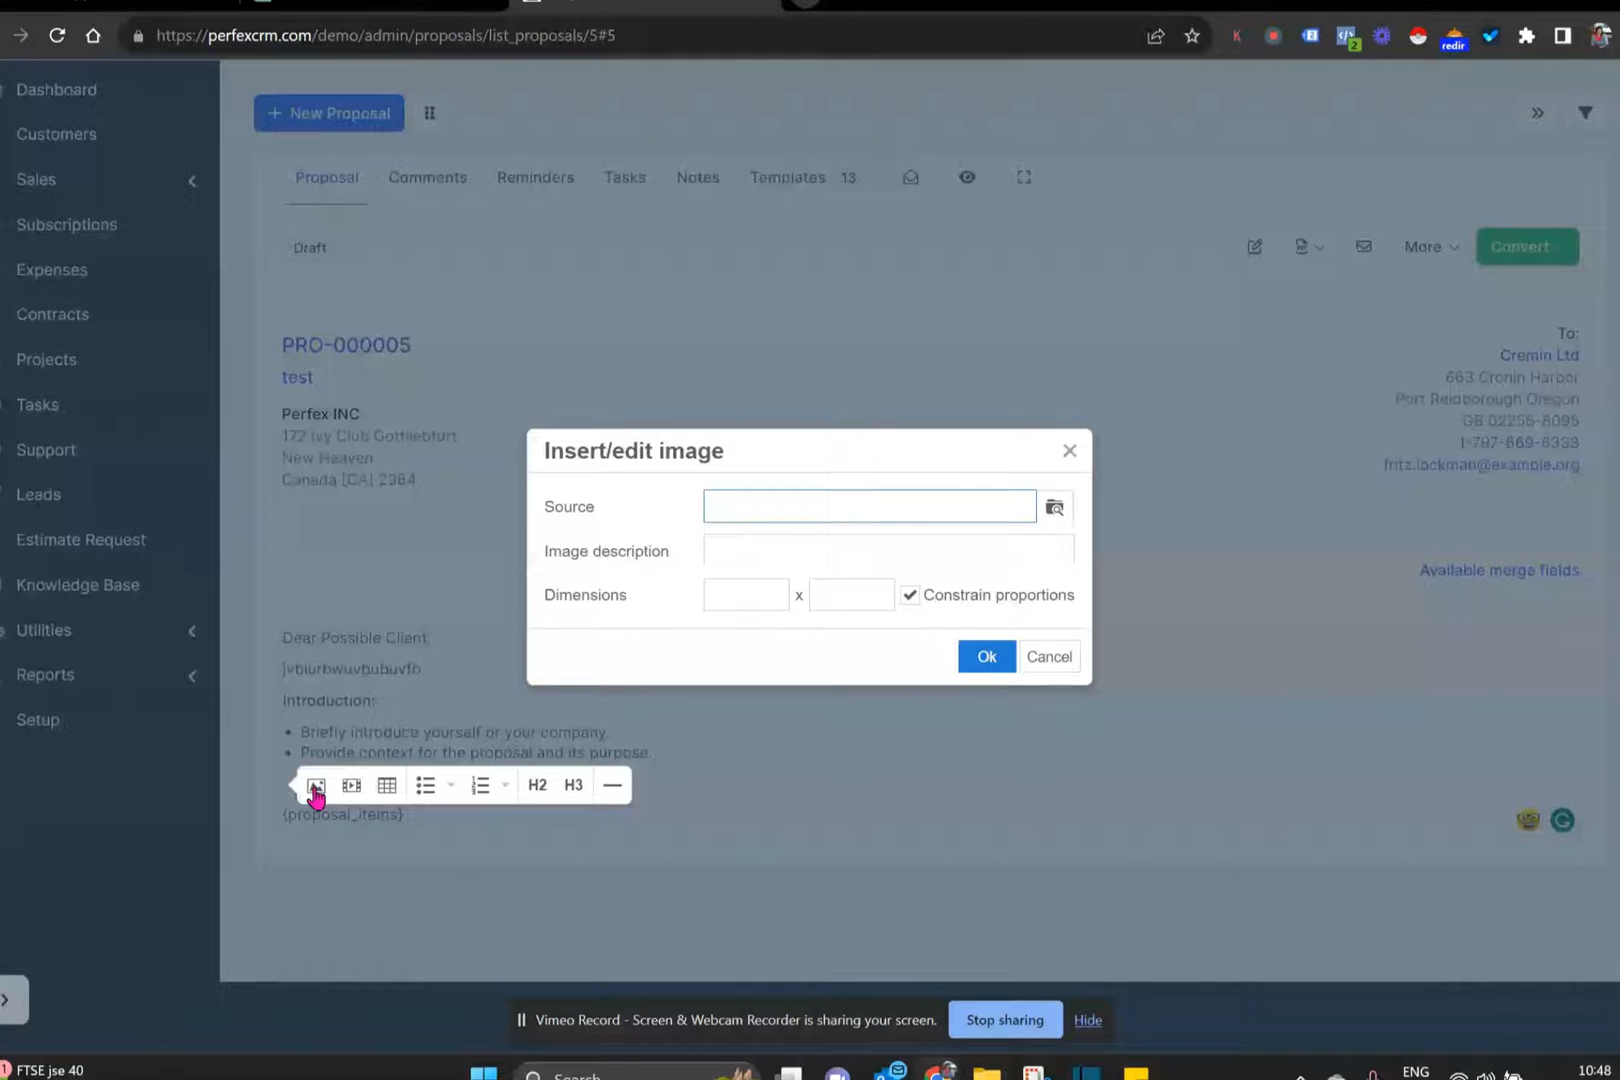 https://perfexcrm.com/demo/admin/proposals/list_proposals/5#5
K
2
redir
Dashboard
Customers
Sales
Subscriptions
Expenses
Contracts
Projects
Tasks
Support
Leads
Estimate Request
Knowledge Base
Utilities
Reports
Setup
+ New Proposal
Proposal Comments Reminders Tasks Notes Templates 13
Draft
More
Convert
PRO-000005
test
Perfex INC
172 Ivy Club Gottliebfurt
New Heaven
Canada [CA] 2364
To:
Cremin Ltd
663 Cronin Harbor
Port Reidborough Oregon
GB 02255-8095
1-797-669-6333
fritz.lockman@example.org
Insert/edit image
Source
Image description
Dimensions x Constrain proportions
Ok Cancel
Available merge fields
Dear Possible Client
Introduction:
• Briefly introduce yourself or your company.
• Provide context for the proposal and its purpose.
H2 H3
{proposal_items}
Vimeo Record - Screen & Webcam Recorder is sharing your screen. Stop sharing Hide
1 FTSE jse 40
Search
ENG
10:48